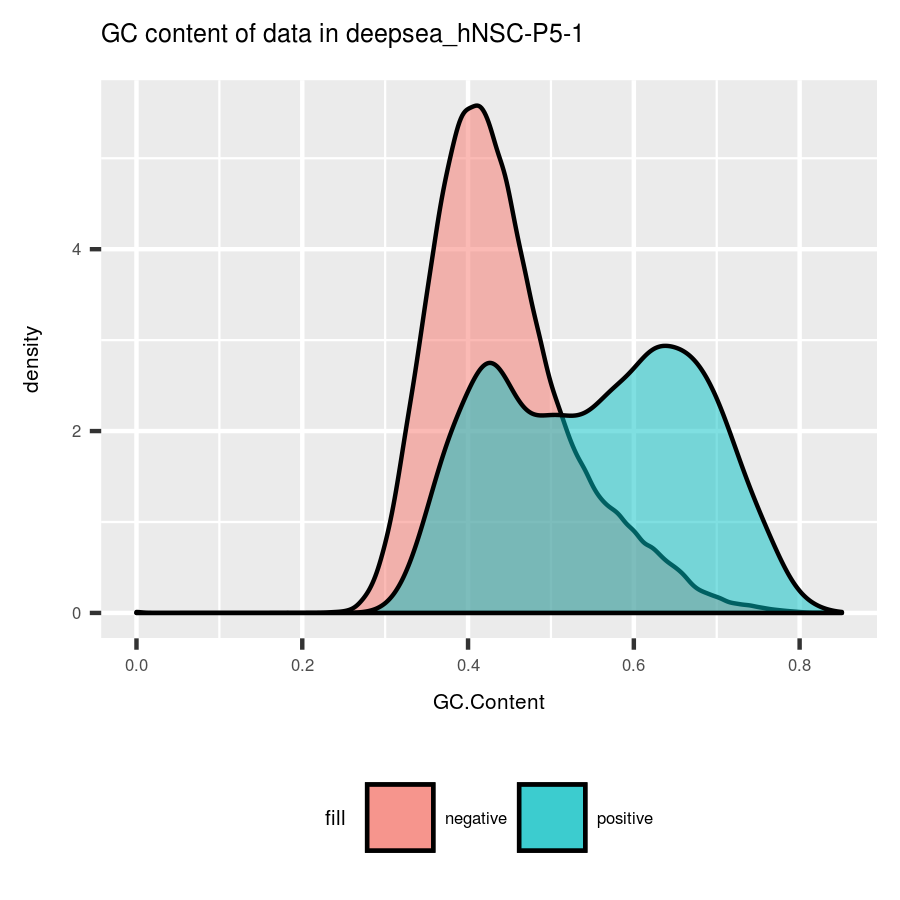 GC content of data in deepsea_hNSC-P5-1
density
4
2
0
0.0 0.2 0.4 0.6 0.8
GC.Content
fill negative positive